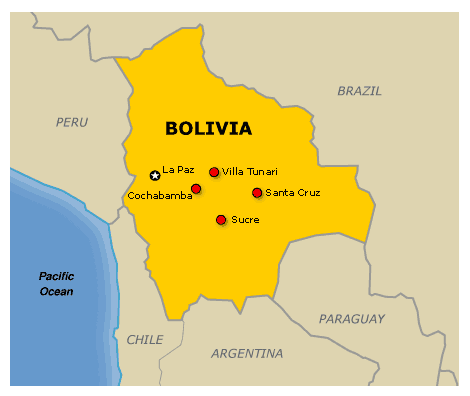 BRAZIL
PERU
BOLIVIA
La Paz
Villa Tunari
Cochabamba
Santa Cruz
Sucre
Pacific
Ocean
PARAGUAY
CHILE
ARGENTINA